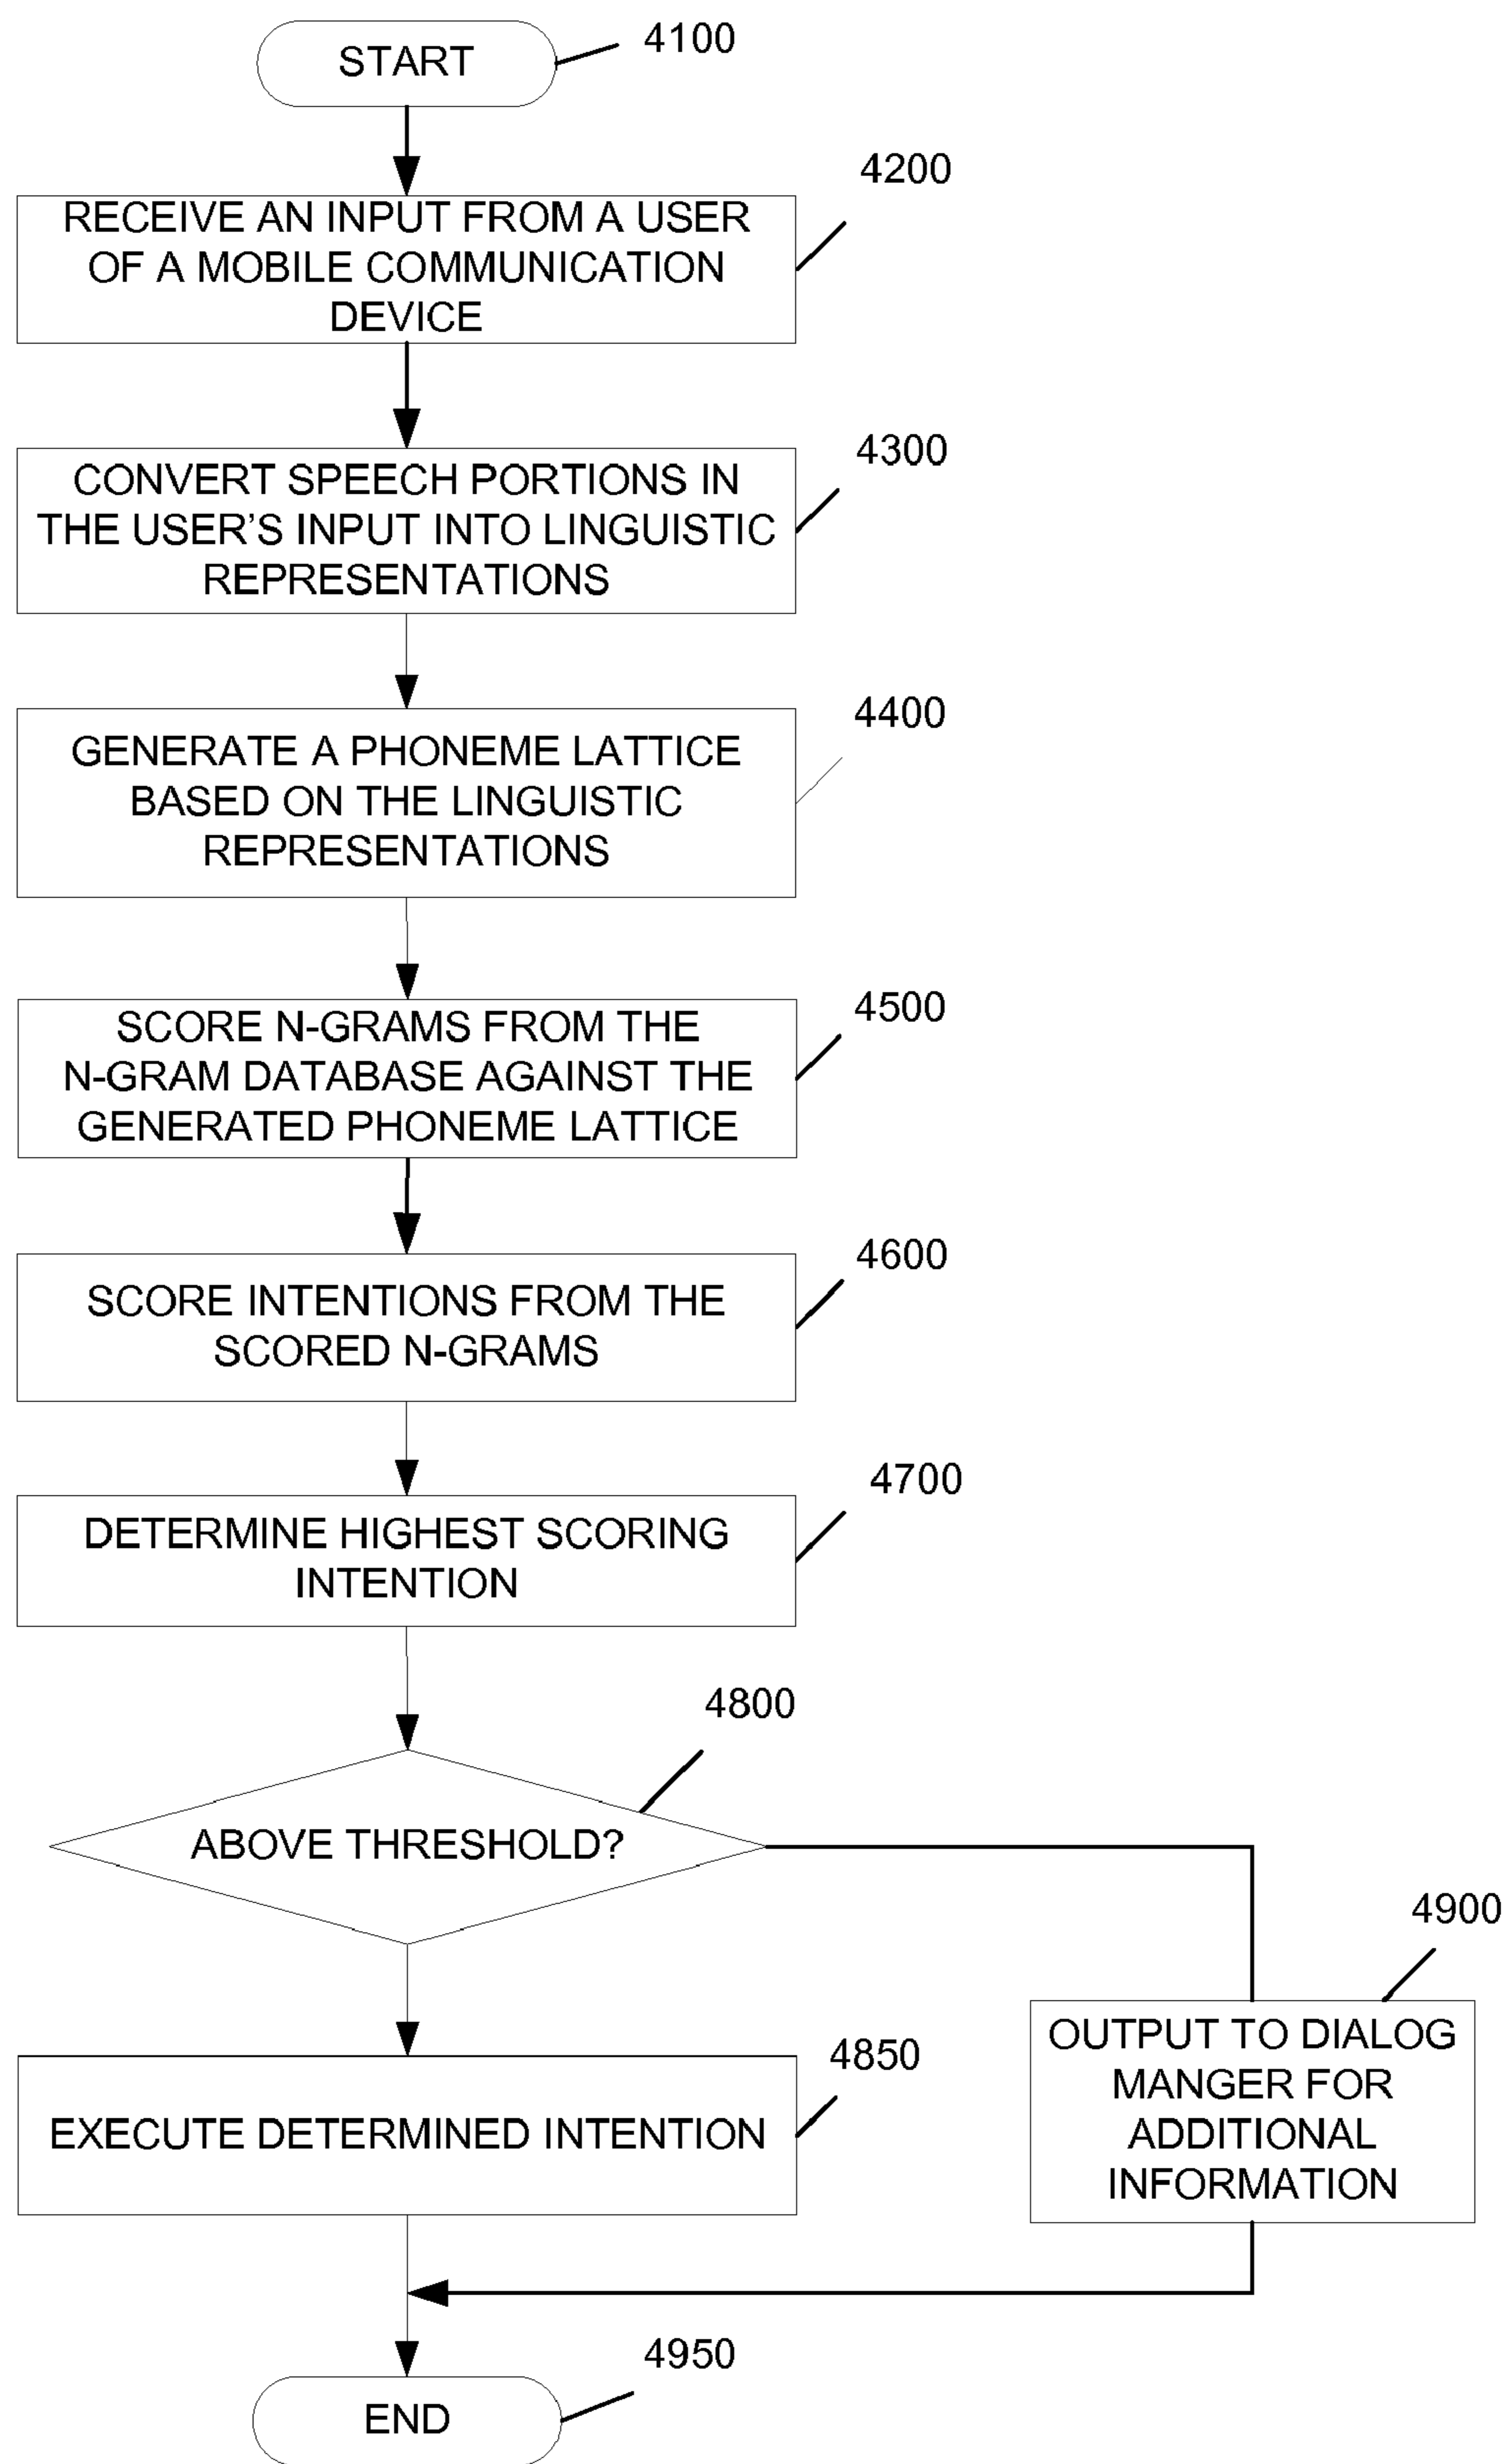 START
4100
4200
RECEIVE AN INPUT FROM A USER
OF A MOBILE COMMUNICATION
DEVICE
4300
CONVERT SPEECH PORTIONS IN
THE USER'S INPUT INTO LINGUISTIC
REPRESENTATIONS
4400
GENERATE A PHONEME LATTICE
BASED ON THE LINGUISTIC
REPRESENTATIONS
4500
SCORE N-GRAMS FROM THE
N-GRAM DATABASE AGAINST THE
GENERATED PHONEME LATTICE
4600
SCORE INTENTIONS FROM THE
SCORED N-GRAMS
4700
DETERMINE HIGHEST SCORING
INTENTION
4800
ABOVE THRESHOLD?
4900
OUTPUT TO DIALOG
MANGER FOR
ADDITIONAL
INFORMATION
4850
EXECUTE DETERMINED INTENTION
4950
END